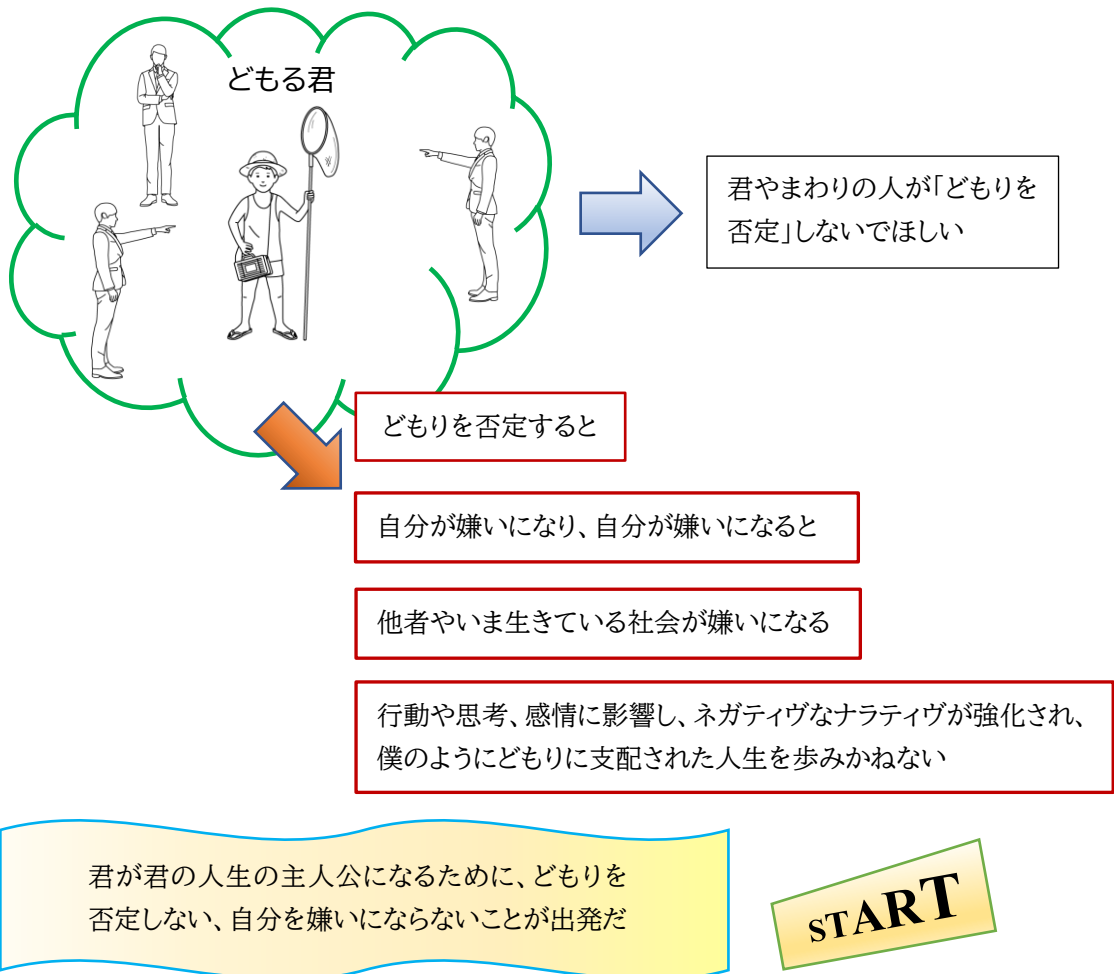 どもる君
君やまわりの人が「どもりを
否定」しないでほしい
どもりを否定すると
自分が嫌いになり、自分が嫌いになると
他者やいま生きている社会が嫌いになる
行動や思考、感情に影響し、ネガティヴなナラティヴが強化され、
僕のようにどもりに支配された人生を歩みかねない
君が君の人生の主人公になるために、どもりを
否定しない、自分を嫌いにならないことが出発だ
START